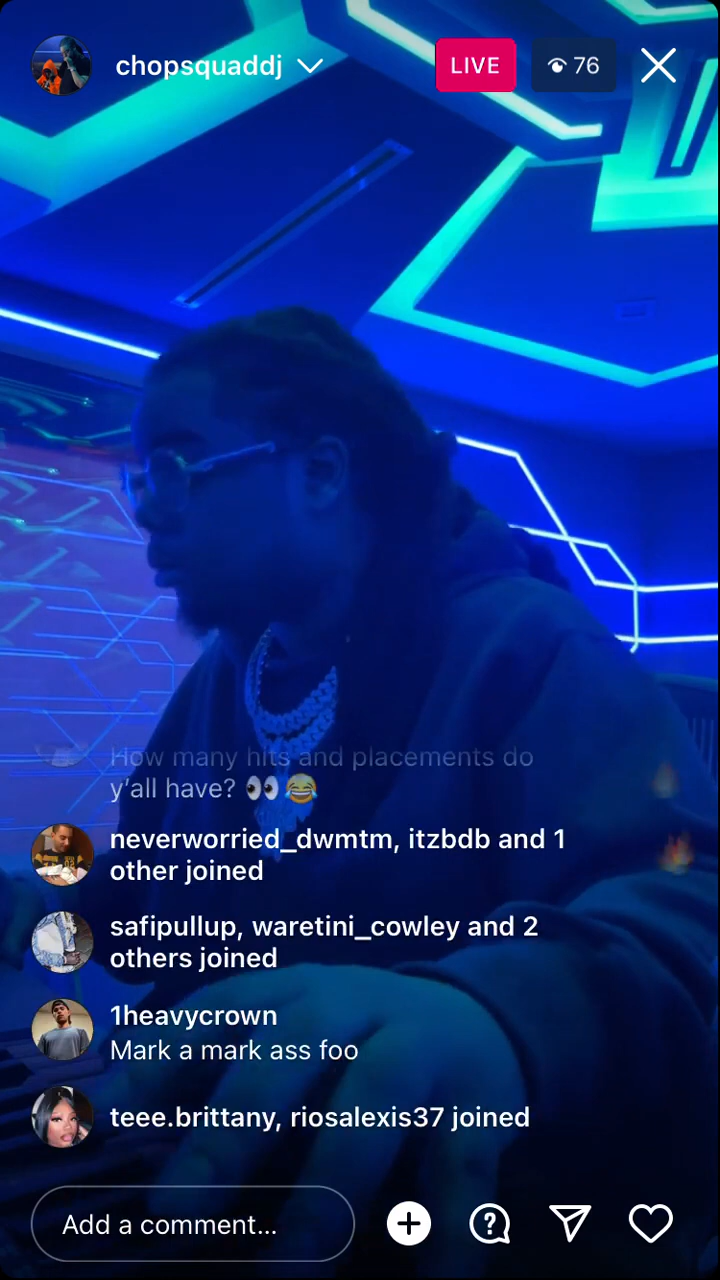 chopsquaddj
LIVE
76
How many hits and placements do
y'all have? 👀😂
neverworried_dwmtm, itzbdb and 1
other joined
safipullup, waretini_cowley and 2
others joined
1heavycrown
Mark a mark ass foo
teee.brittany, riosalexis37 joined
Add a comment...